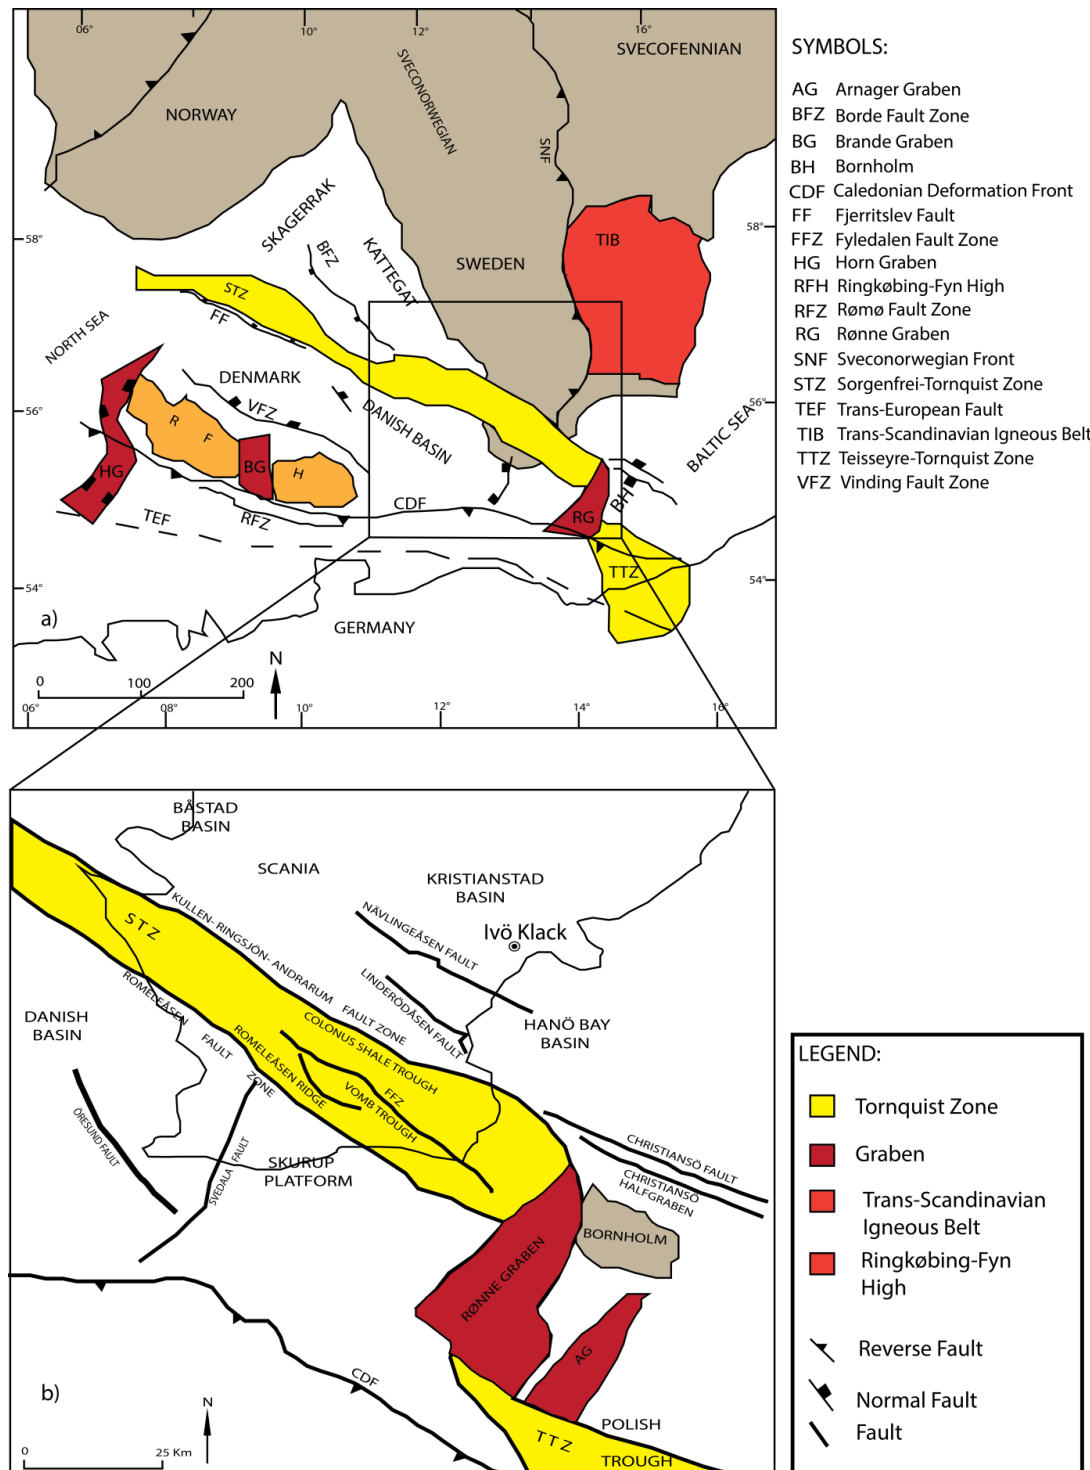 06°
10°
12°
16°
SVECOFENNIAN
NORWAY
SVECONORWEGIAN
SNF
SKAGERRAK
BFZ
KATTEGAT
58°
58°
TIB
SWEDEN
STZ
FF
NORTH SEA
DENMARK
VFZ
DANISH BASIN
56°
56°
BALTIC SEA
R F
H
HG
BG
CDF
RFZ
TEF
RG
BH
TTZ
54°
54°
a)
GERMANY
N
0 100 200
06° 08° 10° 12° 14° 16°
SYMBOLS:
AG Arnager Graben
BFZ Borde Fault Zone
BG Brande Graben
BH Bornholm
CDF Caledonian Deformation Front
FF Fjerritslev Fault
FFZ Fyledalen Fault Zone
HG Horn Graben
RFH Ringkøbing-Fyn High
RFZ Rømø Fault Zone
RG Rønne Graben
SNF Sveconorwegian Front
STZ Sorgenfrei-Tornquist Zone
TEF Trans-European Fault
TIB Trans-Scandinavian Igneous Belt
TTZ Teisseyre-Tornquist Zone
VFZ Vinding Fault Zone
BÅSTAD
BASIN
SCANIA
KRISTIANSTAD
BASIN
Ivö Klack
NÄVLINGEÅSEN FAULT
LINDERÖDÅSEN FAULT
HANÖ BAY
BASIN
STZ
KULLEN- RINGSJÖN- ANDRARUM FAULT ZONE
COLONUS SHALE TROUGH
ROMELEÅSEN FAULT ZONE
ROMELEÅSEN RIDGE
FFZ
VOMB TROUGH
DANISH
BASIN
ÖRESUND FAULT
SVEDALA FAULT
SKURUP
PLATFORM
CHRISTIANSÖ FAULT
CHRISTIANSÖ
HALFGRABEN
BORNHOLM
RØNNE GRABEN
AG
CDF
b)
N
0 25 Km
TTZ
POLISH
TROUGH
LEGEND:
Tornquist Zone
Graben
Trans-Scandinavian
Igneous Belt
Ringkøbing-Fyn
High
Reverse Fault
Normal Fault
Fault